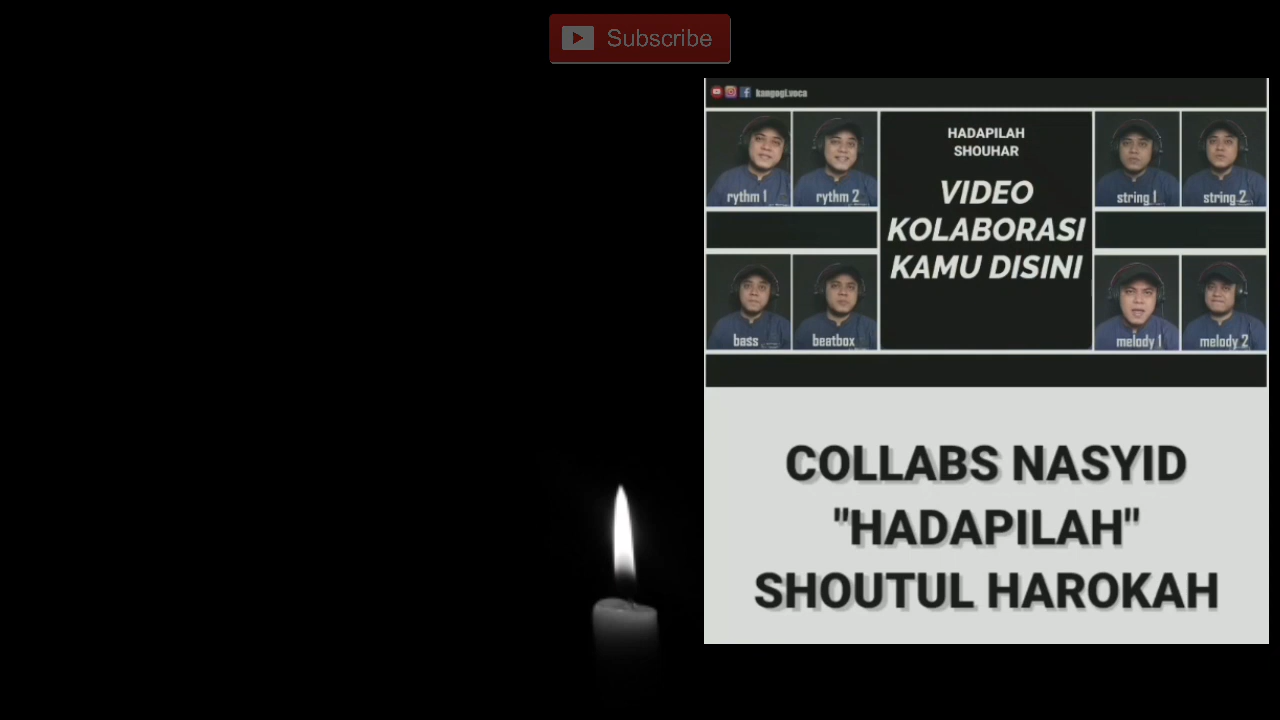 Subscribe
kangogi.voca
HADAPILAH
SHOUHAR
VIDEO
KOLABORASI
KAMU DISINI
rythm 1
rythm 2
string 1
string 2
bass
beatbox
melody 1
melody 2
COLLABS NASYID
"HADAPILAH"
SHOUTUL HAROKAH